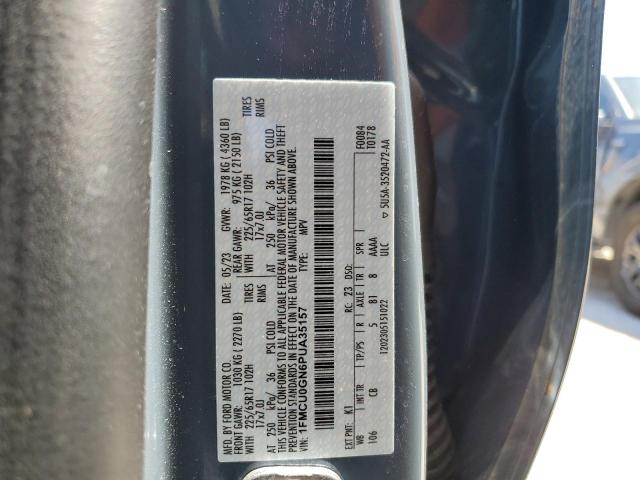 MFD. BY FORD MOTOR CO.
05/23 GVWR: 1978 KG ( 4360 LB)
FRONT GAWR: 1030 KG ( 2270 LB) REAR GAWR: 975 KG ( 2150 LB)
WITH 225/65R17 102H TIRES WITH 225/65R17 102H TIRES
17x7.0J RIMS 17x7.0J RIMS
AT 250 kPa/ 36 PSI COLD AT 250 kPa/ 36 PSI COLD
THIS VEHICLE CONFORMS TO ALL APPLICABLE FEDERAL MOTOR VEHICLE SAFETY AND THEFT
PREVENTION STANDARDS IN EFFECT ON THE DATE OF MANUFACTURE SHOWN ABOVE.
VIN: 1FMCU0GN6PUA35157 TYPE: MPV
F0084
T0178
EXT PNT: K1 RC: 23 DSO:
WB INT TR TP/PS R AXLE TR SPR
106 CB 5 B1 8 AAAA
ULC
1202305151022
5U5A-3520472-AA